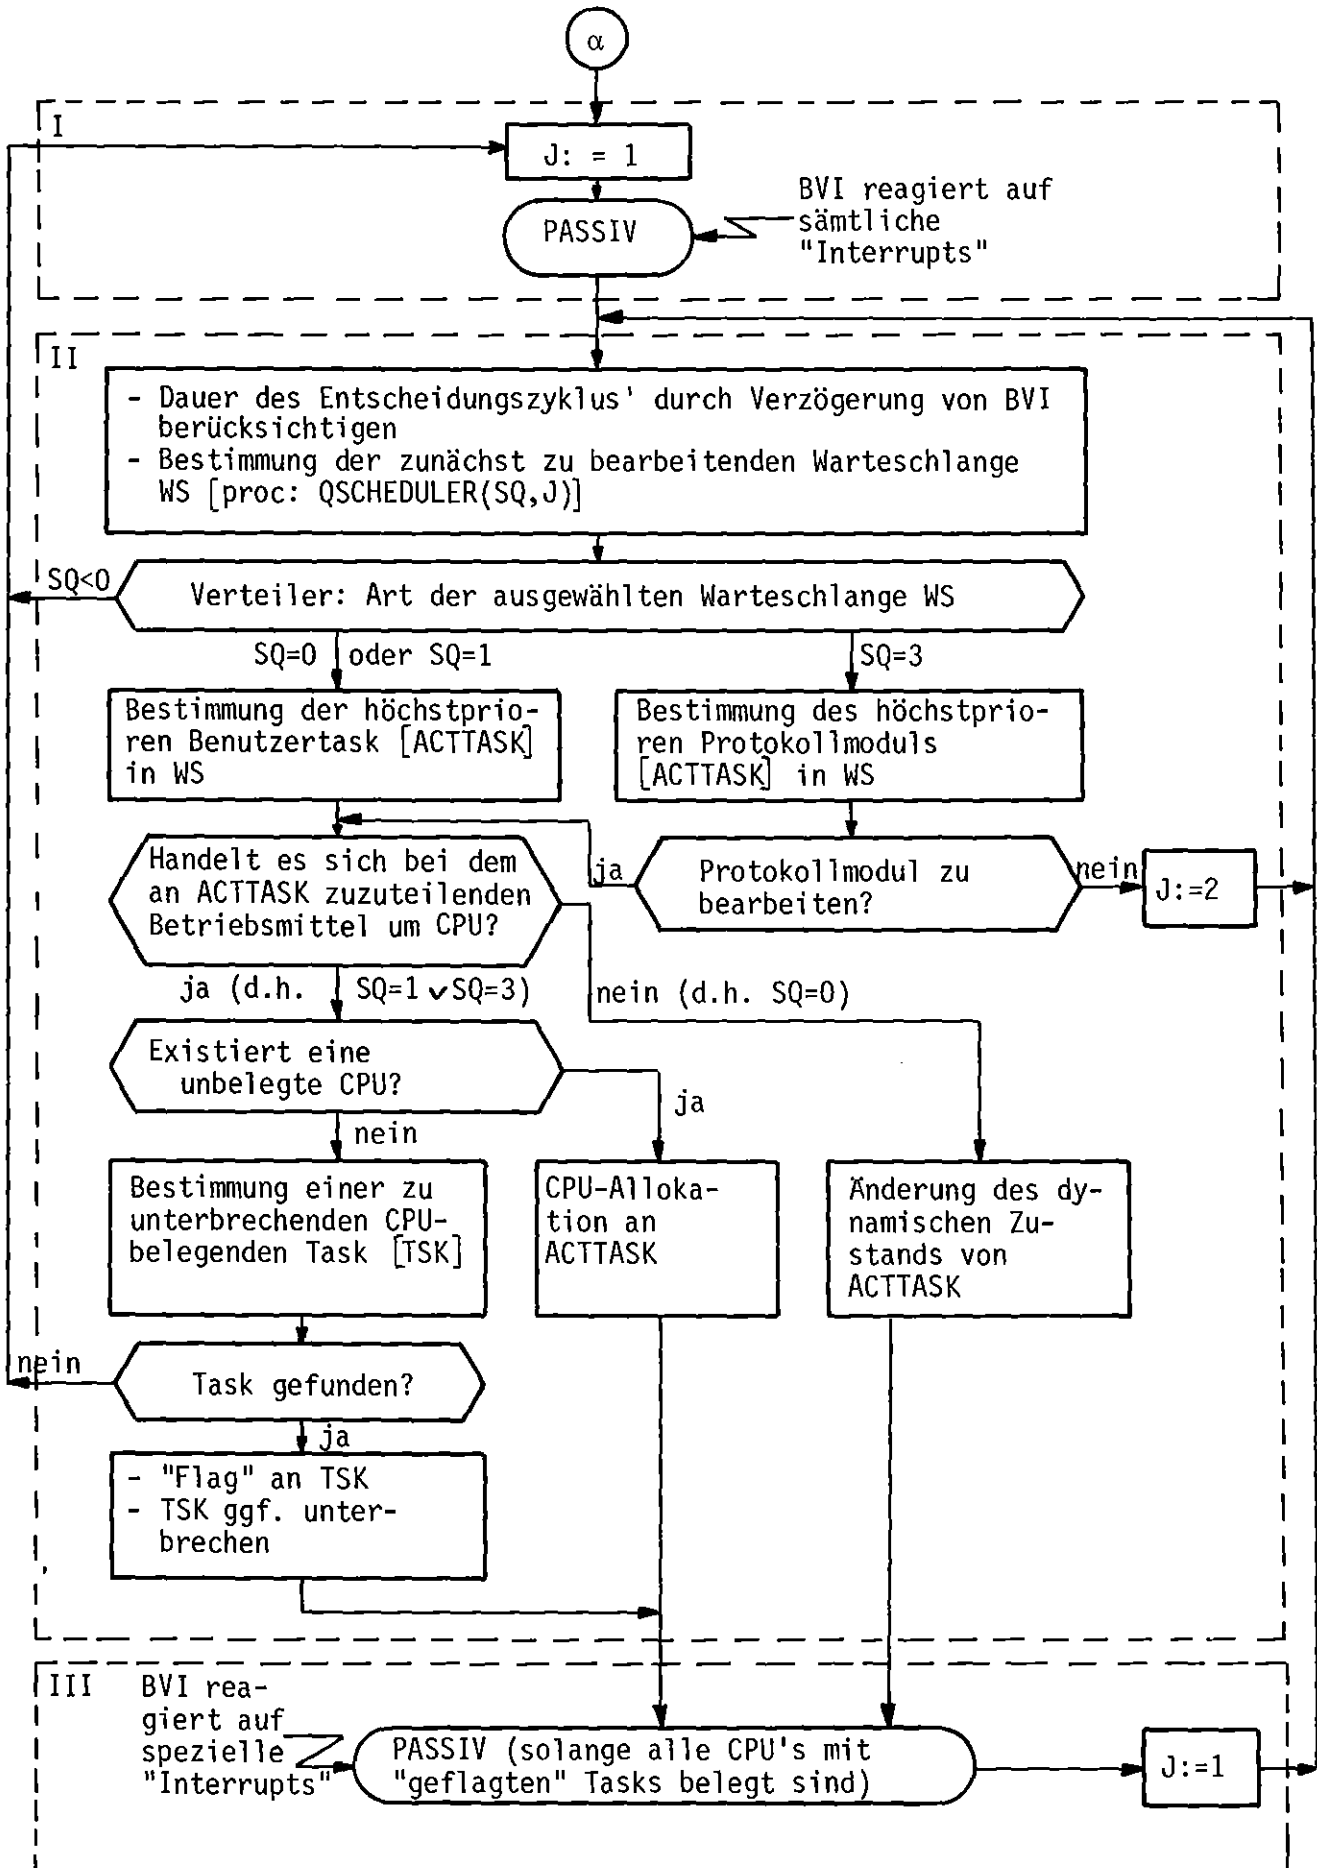 α
I
J: = 1
PASSIV
BVI reagiert auf
sämtliche
"Interrupts"
II
- Dauer des Entscheidungszyklus' durch Verzögerung von BVI
berücksichtigen
- Bestimmung der zunächst zu bearbeitenden Warteschlange
WS [proc: QSCHEDULER(SQ,J)]
SQ<0
Verteiler: Art der ausgewählten Warteschlange WS
SQ=0 oder SQ=1
SQ=3
Bestimmung der höchstprio-
ren Benutzertask [ACTTASK]
in WS
Bestimmung des höchstprio-
ren Protokollmoduls
[ACTTASK] in WS
Handelt es sich bei dem
an ACTTASK zuzuteilenden
Betriebsmittel um CPU?
ja
Protokollmodul zu
bearbeiten?
nein
J:=2
ja (d.h. SQ=1 ∨ SQ=3)
nein (d.h. SQ=0)
Existiert eine
unbelegte CPU?
ja
nein
Bestimmung einer zu
unterbrechenden CPU-
belegenden Task [TSK]
CPU-Alloka-
tion an
ACTTASK
Änderung des dy-
namischen Zu-
stands von
ACTTASK
nein
Task gefunden?
ja
- "Flag" an TSK
- TSK ggf. unter-
brechen
III
BVI rea-
giert auf
spezielle
"Interrupts"
PASSIV (solange alle CPU's mit
"geflagten" Tasks belegt sind)
J:=1